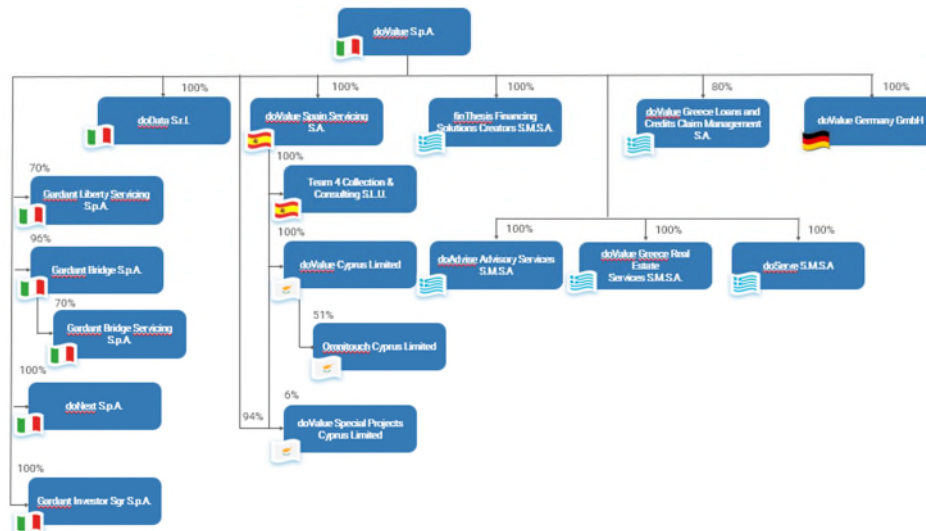 doValue S.p.A.
100%
100%
100%
80%
100%
doData S.r.l.
doValue Spain Servicing
S.A.
finThesis Financing
Solutions Creators S.M.S.A.
doValue Greece Loans and
Credits Claim Management
S.A.
doValue Germany GmbH
70%
Gardant Liberty Servicing
S.p.A.
100%
Team 4 Collection &
Consulting S.L.U.
96%
Gardant Bridge S.p.A.
100%
doValue Cyprus Limited
100%
doAdvise Advisory Services
S.M.S.A
100%
doValue Greece Real
Estate
Services S.M.S.A.
100%
doServe S.M.S.A
70%
Gardant Bridge Servicing
S.p.A.
51%
Omnitouch Cyprus Limited
100%
doNext S.p.A.
94%
6%
doValue Special Projects
Cyprus Limited
100%
Gardant Investor Sgr S.p.A.